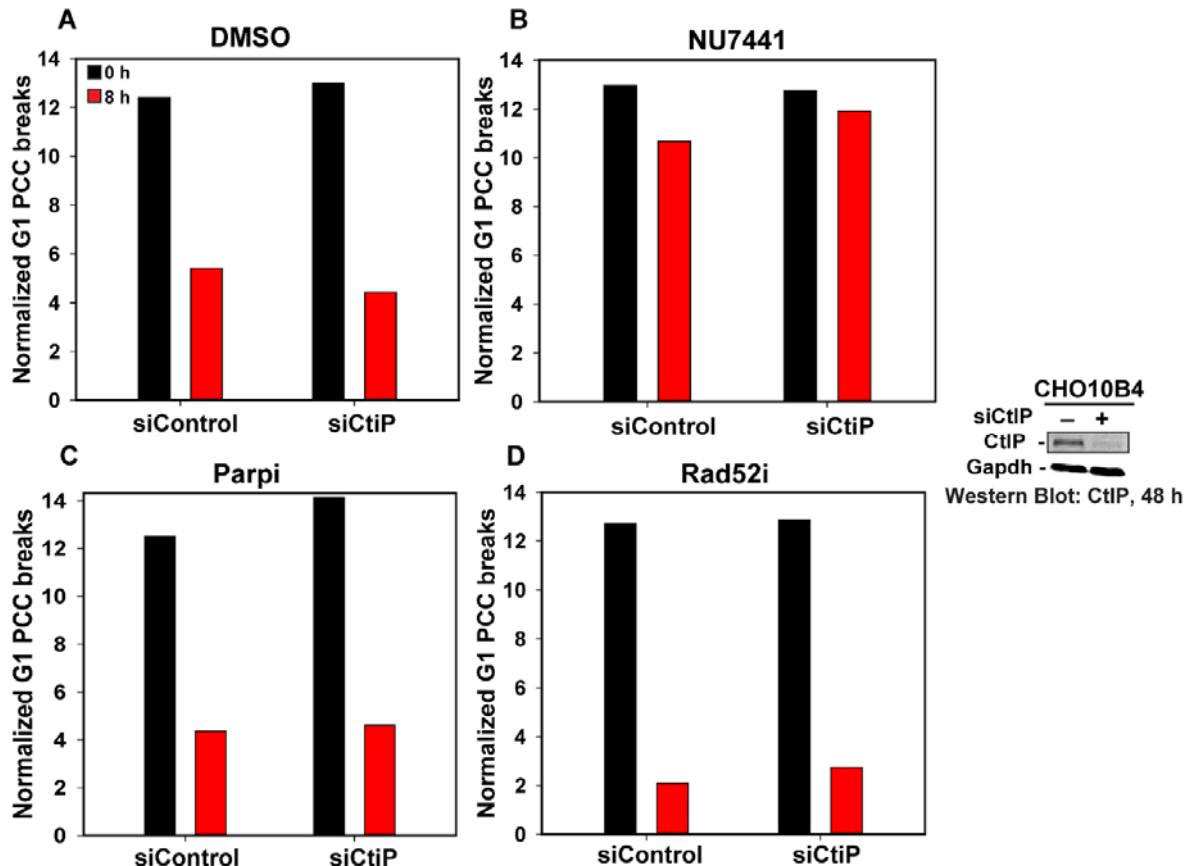 A
DMSO
Normalized G1 PCC breaks
14
12
10
8
6
4
2
0
0 h
8 h
siControl
siCtiP
B
NU7441
Normalized G1 PCC breaks
14
12
10
8
6
4
2
0
siControl
siCtiP
CHO10B4
siCtIP – +
CtIP -
Gapdh -
Western Blot: CtIP, 48 h
C
Parpi
Normalized G1 PCC breaks
14
12
10
8
6
4
2
0
siControl
siCtiP
D
Rad52i
Normalized G1 PCC breaks
14
12
10
8
6
4
2
0
siControl
siCtiP